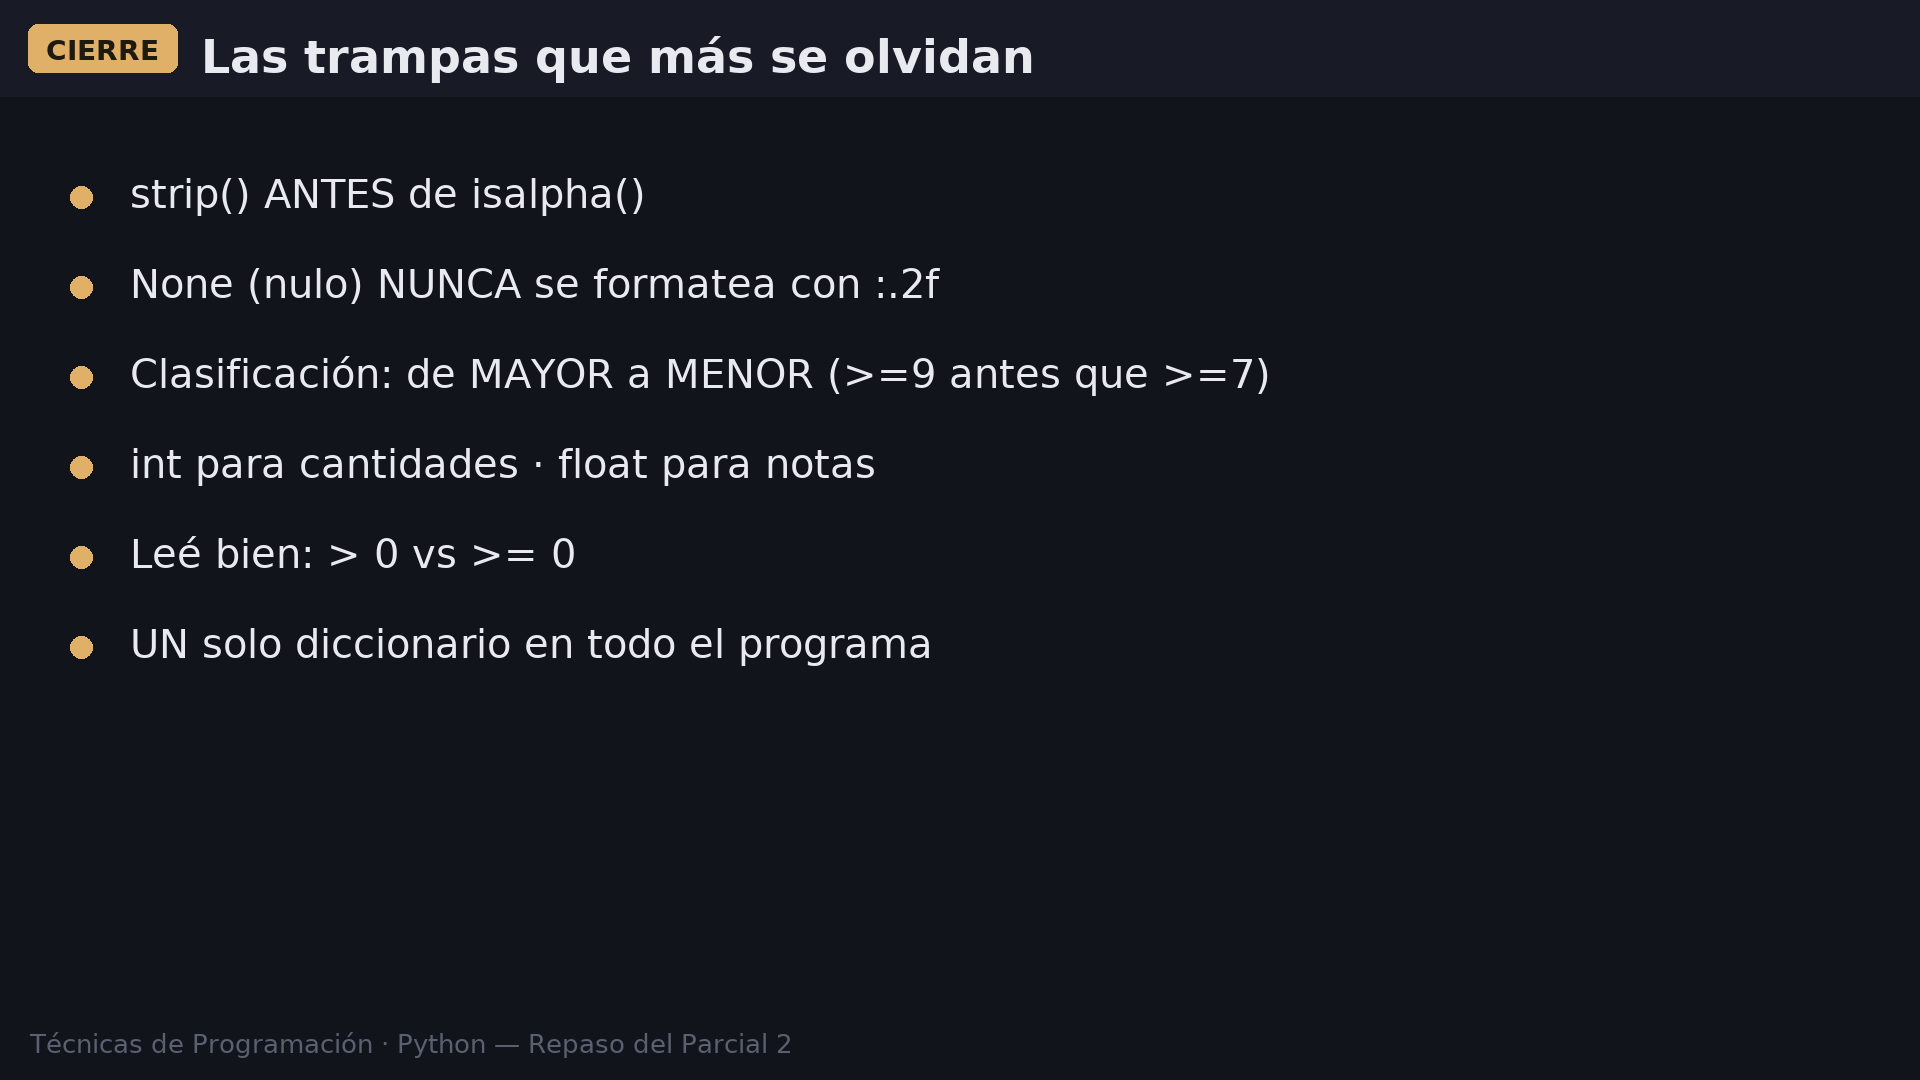 CIERRE Las trampas que más se olvidan
strip() ANTES de isalpha()
None (nulo) NUNCA se formatea con :.2f
Clasificación: de MAYOR a MENOR (>=9 antes que >=7)
int para cantidades · float para notas
Leé bien: > 0 vs >= 0
UN solo diccionario en todo el programa
Técnicas de Programación · Python — Repaso del Parcial 2